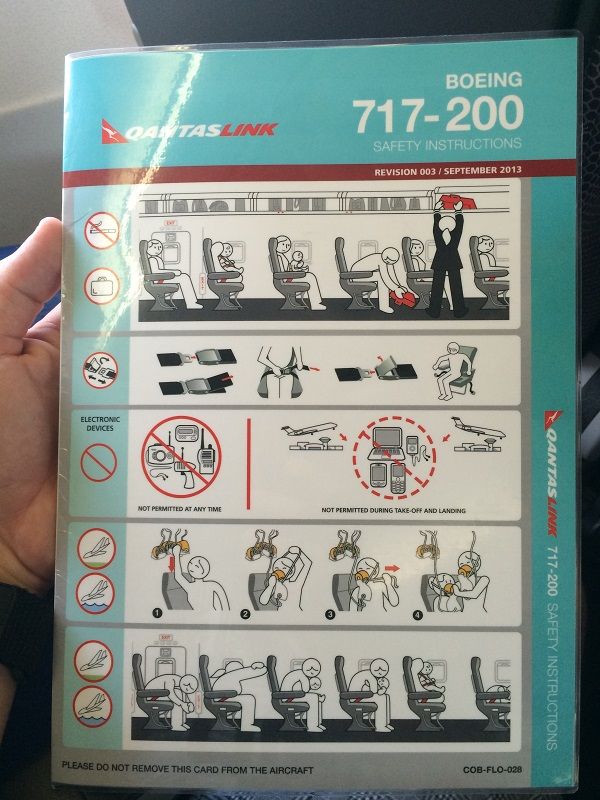 BOEING
717-200
SAFETY INSTRUCTIONS
QANTASLINK
REVISION 003 / SEPTEMBER 2013
EXIT
ELECTRONIC
DEVICES
NOT PERMITTED AT ANY TIME
NOT PERMITTED DURING TAKE-OFF AND LANDING
1
2
3
4
EXIT
PLEASE DO NOT REMOVE THIS CARD FROM THE AIRCRAFT
COB-FLO-028
QANTASLINK 717-200 SAFETY INSTRUCTIONS